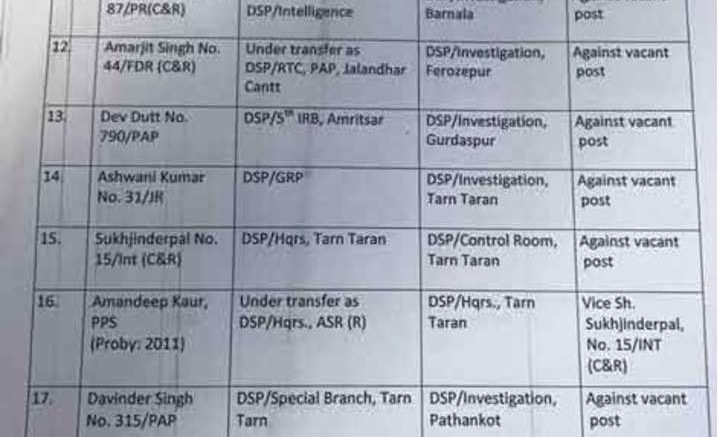 87/PR(C&R) DSP/Intelligence Barnala post
12. Amarjit Singh No. Under transfer as DSP/Investigation, Against vacant
44/FDR (C&R) DSP/RTC, PAP, Jalandhar Ferozepur post
Cantt
13. Dev Dutt No. DSP/5th IRB, Amritsar DSP/Investigation, Against vacant
790/PAP Gurdaspur post
14. Ashwani Kumar DSP/GRP DSP/Investigation, Against vacant
No. 31/JR Tarn Taran post
15. Sukhjinderpal No. DSP/Hqrs, Tarn Taran DSP/Control Room, Against vacant
15/Int (C&R) Tarn Taran post
16. Amandeep Kaur, Under transfer as DSP/Hqrs., Tarn Vice Sh.
PPS DSP/Hqrs., ASR (R) Taran Sukhjinderpal,
(Proby: 2011) No. 15/INT
(C&R)
17. Davinder Singh DSP/Special Branch, Tarn DSP/Investigation, Against vacant
No. 315/PAP Tarn Pathankot post